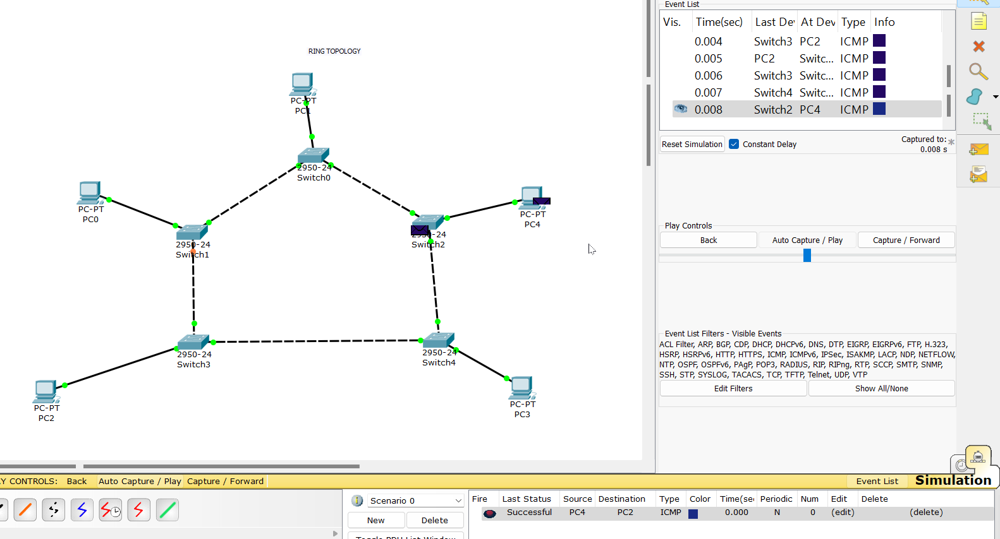 RING TOPOLOGY
PC-PT
PC1
2950-24
Switch0
PC-PT
PC0
2950-24
Switch1
PC-PT
PC4
2950-24
Switch2
2950-24
Switch3
2950-24
Switch4
PC-PT
PC2
PC-PT
PC3
Event List
Vis. Time(sec) Last De At Dev Type Info
0.004 Switch3 PC2 ICMP
0.005 PC2 Switc... ICMP
0.006 Switch3 Switc... ICMP
0.007 Switch4 Switc... ICMP
0.008 Switch2 PC4 ICMP
Reset Simulation Constant Delay Captured to: *
0.008 s
Play Controls
Back Auto Capture / Play Capture / Forward
Event List Filters - Visible Events
ACL Filter, ARP, BGP, CDP, DHCP, DHCPv6, DNS, DTP, EIGRP, EIGRPv6, FTP, H.323,
HSRP, HSRPv6, HTTP, HTTPS, ICMP, ICMPv6, IPSec, ISAKMP, LACP, NDP, NETFLOW,
NTP, OSPF, OSPFv6, PAgP, POP3, RADIUS, RIP, RIPng, RTP, SCCP, SMTP, SNMP,
SSH, STP, SYSLOG, TACACS, TCP, TFTP, Telnet, UDP, VTP
Edit Filters Show All/None
Y CONTROLS: Back Auto Capture / Play Capture / Forward Event List Simulation
Scenario 0
New Delete
Toggle PDU List Window
Fire Last Status Source Destination Type Color Time(sec Periodic Num Edit Delete
Successful PC4 PC2 ICMP 0.000 N 0 (edit) (delete)